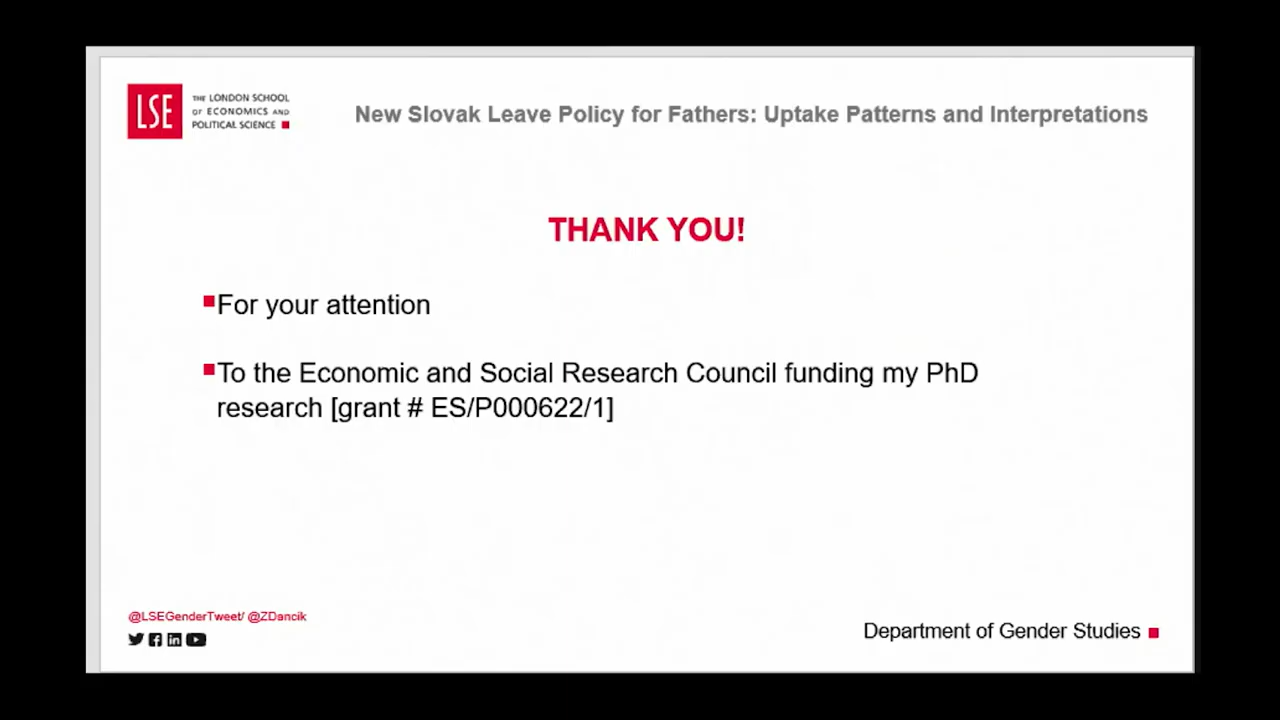 LSE
THE LONDON SCHOOL
OF ECONOMICS AND
POLITICAL SCIENCE
New Slovak Leave Policy for Fathers: Uptake Patterns and Interpretations
THANK YOU!
For your attention
To the Economic and Social Research Council funding my PhD
research [grant # ES/P000622/1]
@LSEGenderTweet/ @ZDancik
Department of Gender Studies